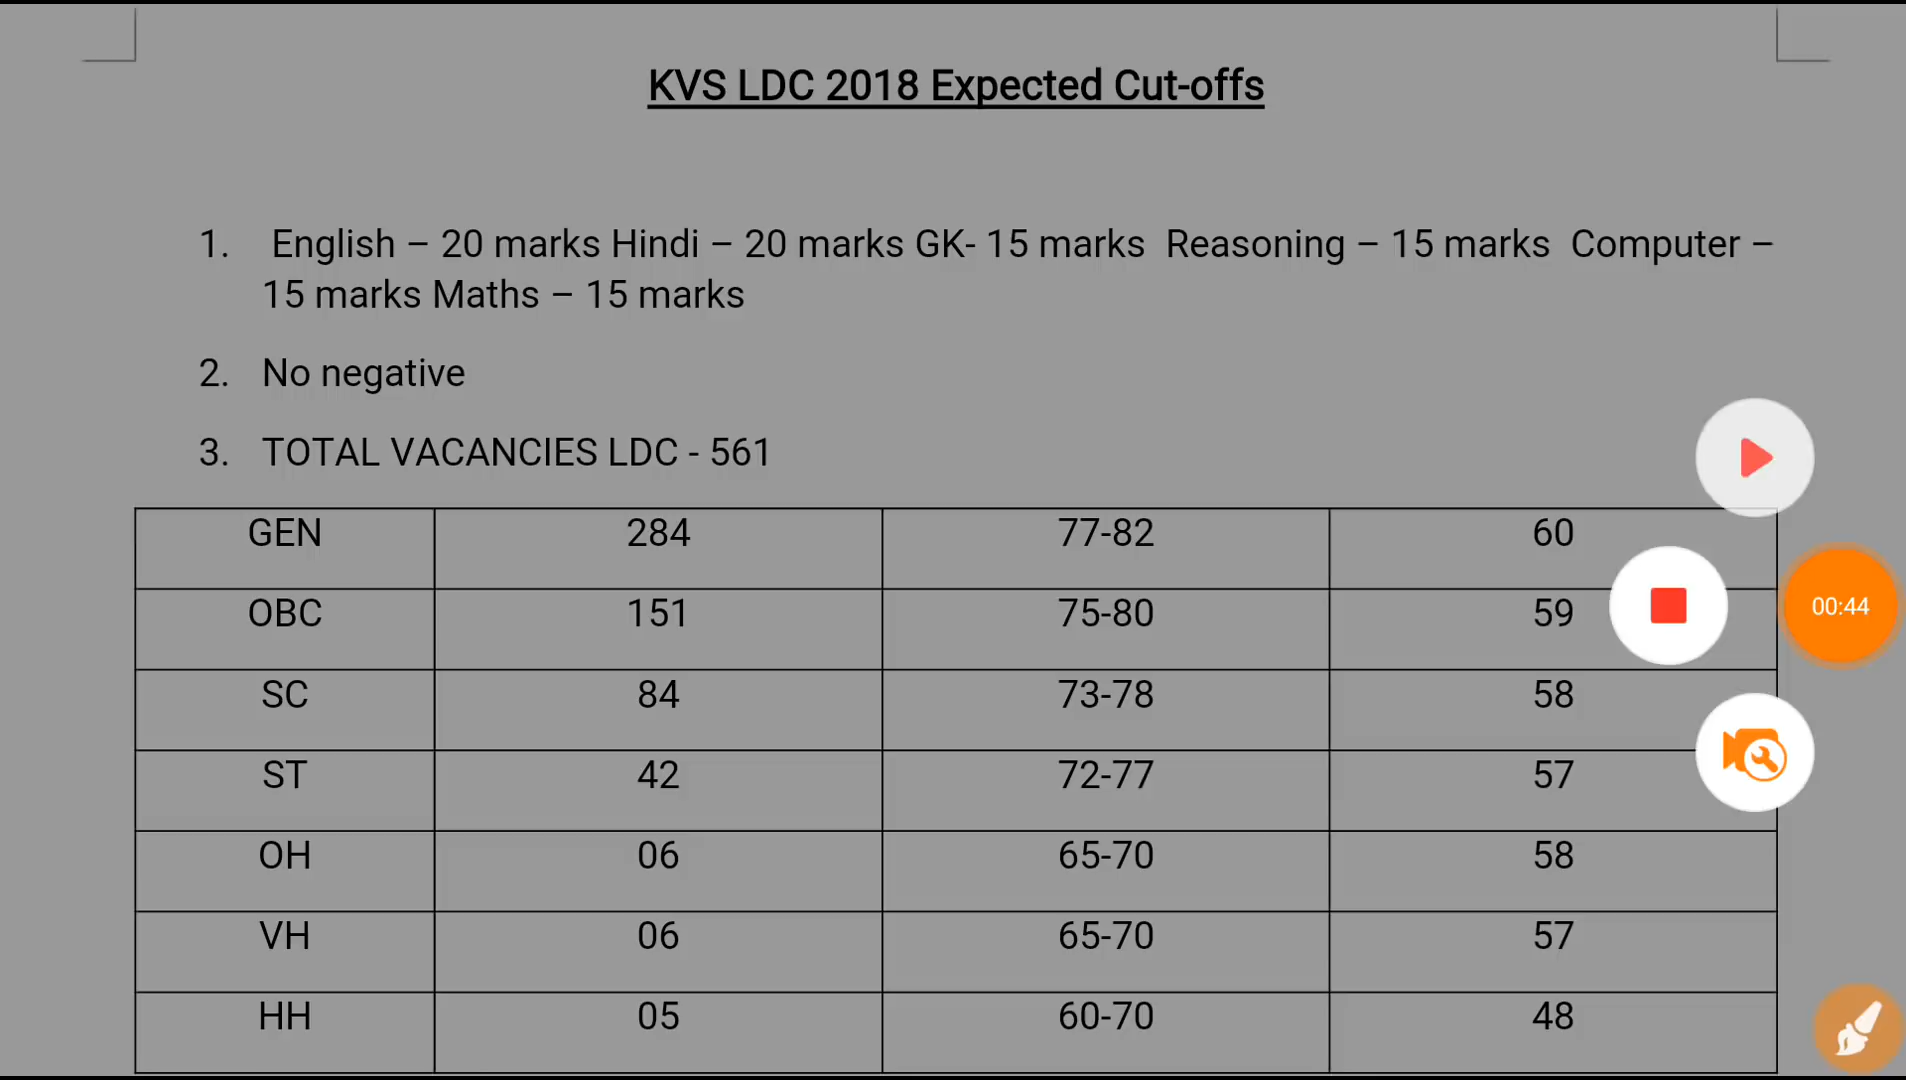 KVS LDC 2018 Expected Cut-offs
1. English – 20 marks Hindi – 20 marks GK- 15 marks Reasoning – 15 marks Computer –
15 marks Maths – 15 marks
2. No negative
3. TOTAL VACANCIES LDC - 561
GEN 284 77-82 60
OBC 151 75-80 59
00:44
SC 84 73-78 58
ST 42 72-77 57
OH 06 65-70 58
VH 06 65-70 57
HH 05 60-70 48